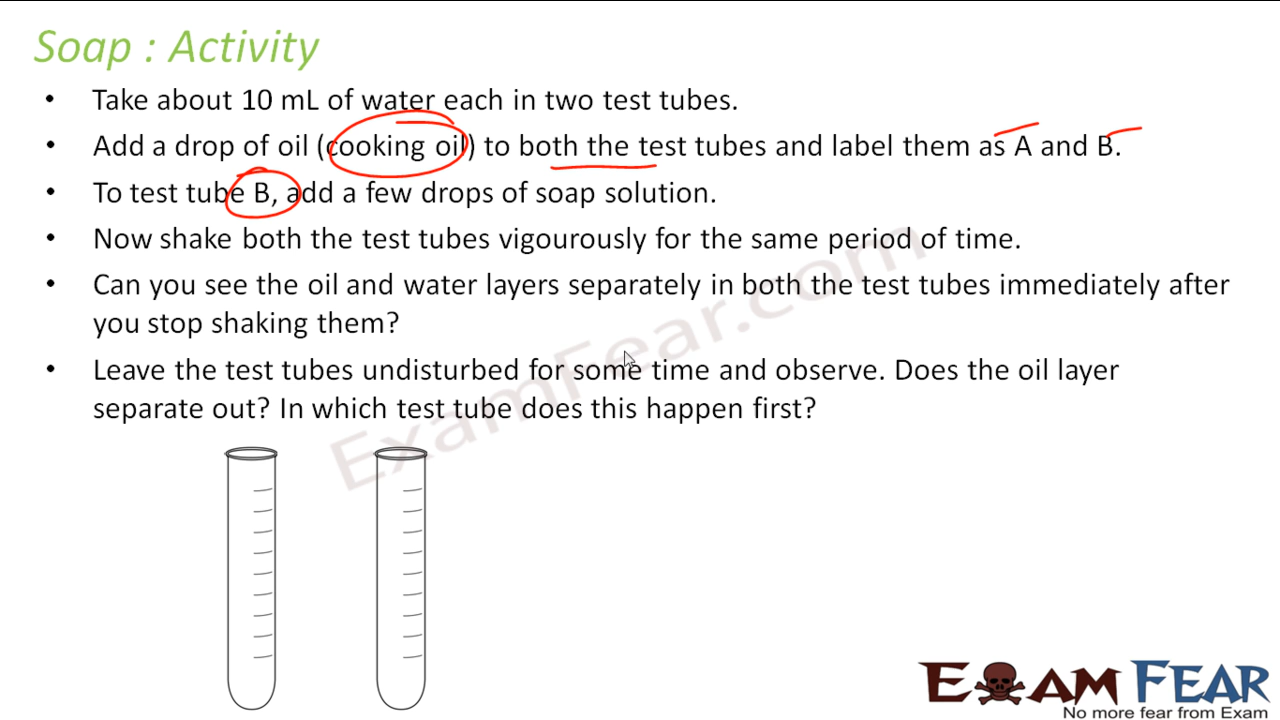 Soap : Activity
• Take about 10 mL of water each in two test tubes.
• Add a drop of oil (cooking oil) to both the test tubes and label them as A and B.
• To test tube B, add a few drops of soap solution.
• Now shake both the test tubes vigourously for the same period of time.
• Can you see the oil and water layers separately in both the test tubes immediately after
you stop shaking them?
• Leave the test tubes undisturbed for some time and observe. Does the oil layer
separate out? In which test tube does this happen first?
ExamFear.com
EXAM FEAR
No more fear from Exam